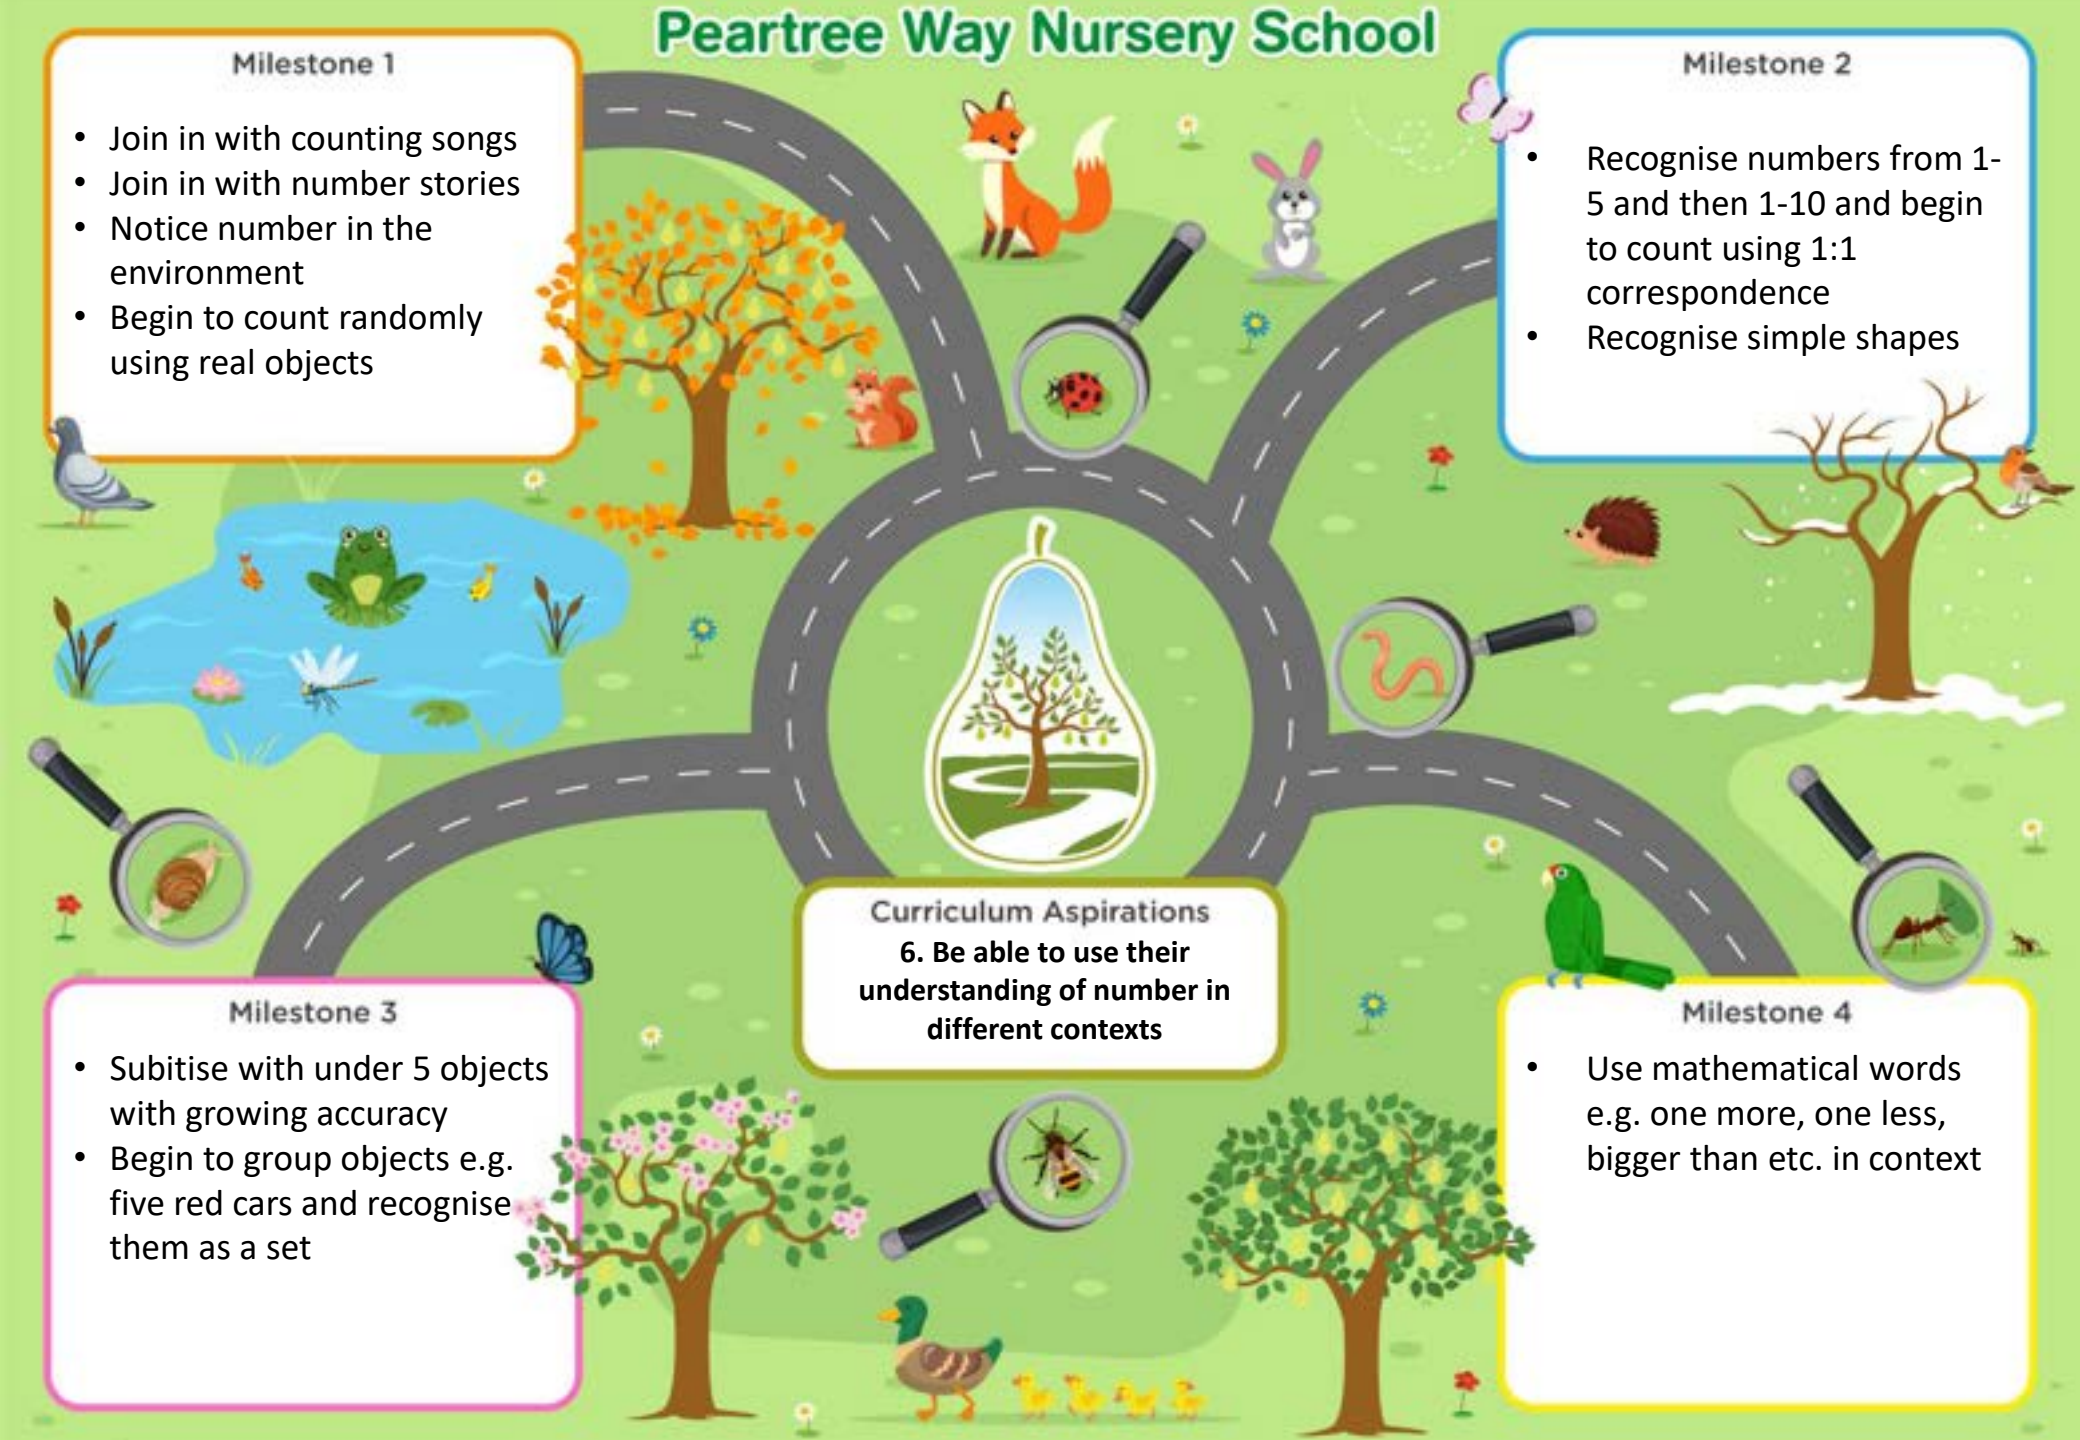 Peartree Way Nursery School
Milestone 1
• Join in with counting songs
• Join in with number stories
• Notice number in the
environment
• Begin to count randomly
using real objects
Milestone 2
• Recognise numbers from 1-
5 and then 1-10 and begin
to count using 1:1
correspondence
• Recognise simple shapes
Curriculum Aspirations
6. Be able to use their
understanding of number in
different contexts
Milestone 3
• Subitise with under 5 objects
with growing accuracy
• Begin to group objects e.g.
five red cars and recognise
them as a set
Milestone 4
• Use mathematical words
e.g. one more, one less,
bigger than etc. in context